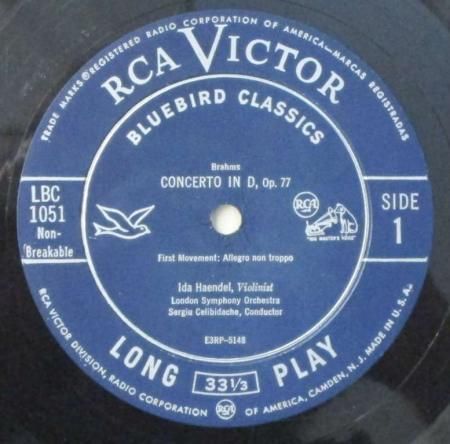 TRADE MARKS ® REGISTERED RADIO CORPORATION OF AMERICA—MARCAS REGISTRADAS
RCA VICTOR
BLUEBIRD CLASSICS
Brahms
CONCERTO IN D, Op. 77
LBC
1051
Non-
Breakable
RCA
"HIS MASTER'S VOICE"
SIDE
1
First Movement: Allegro non troppo
Ida Haendel, Violinist
London Symphony Orchestra
Sergiu Celibidache, Conductor
E3RP-5148
LONG 33 1/3 PLAY
RCA VICTOR DIVISION, RADIO CORPORATION RCA OF AMERICA, CAMDEN, N. J. MADE IN U.S.A.